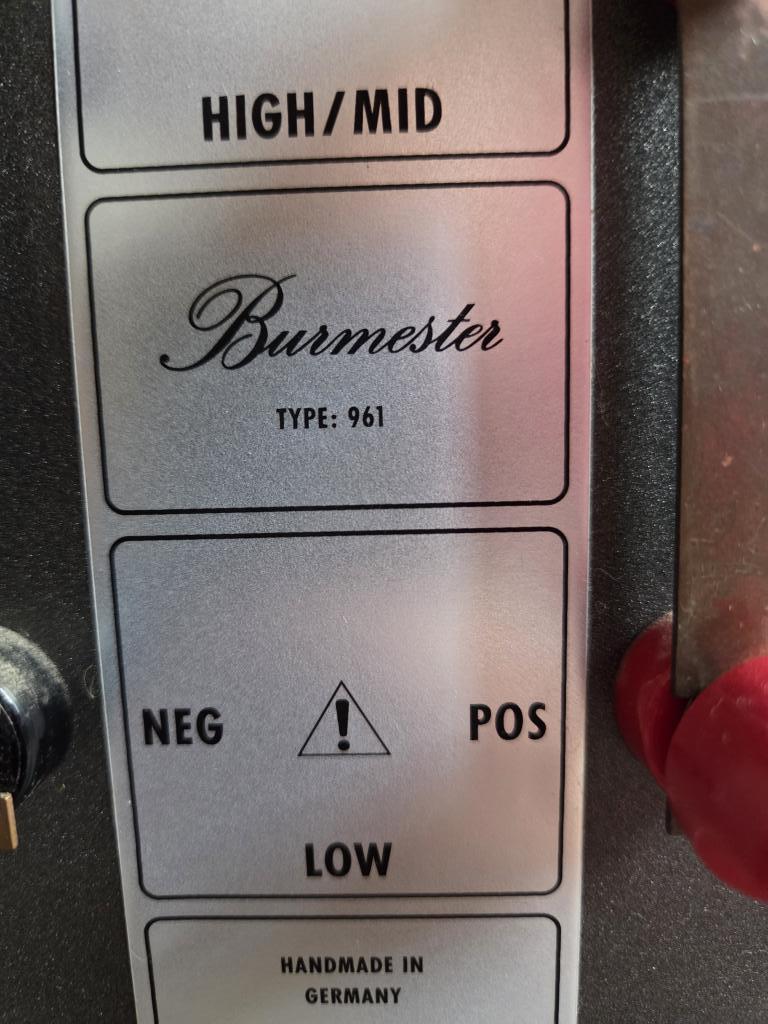 HIGH/MID
Burmester
TYPE: 961
NEG ! POS
LOW
HANDMADE IN
GERMANY